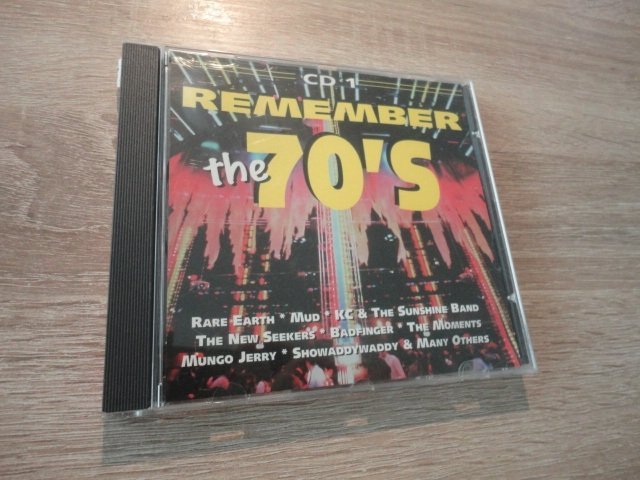 CD 1
REMEMBER
the 70'S
RARE EARTH * MUD * KC & THE SUNSHINE BAND
THE NEW SEEKERS * BADFINGER * THE MOMENTS
MUNGO JERRY * SHOWADDYWADDY & MANY OTHERS